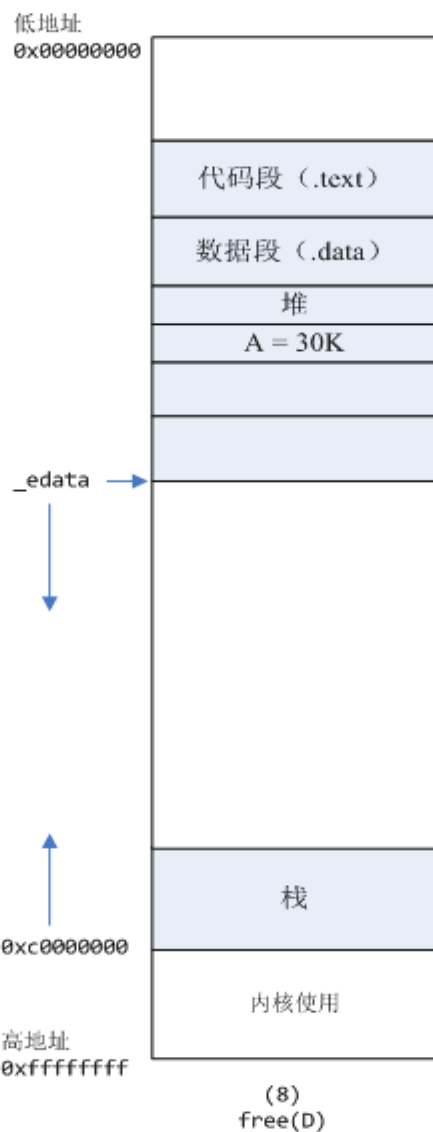 低地址
0x00000000
代码段（.text）
数据段（.data）
堆
A = 30K
_edata
栈
0xc0000000
内核使用
高地址
0xffffffff
(8)
free(D)